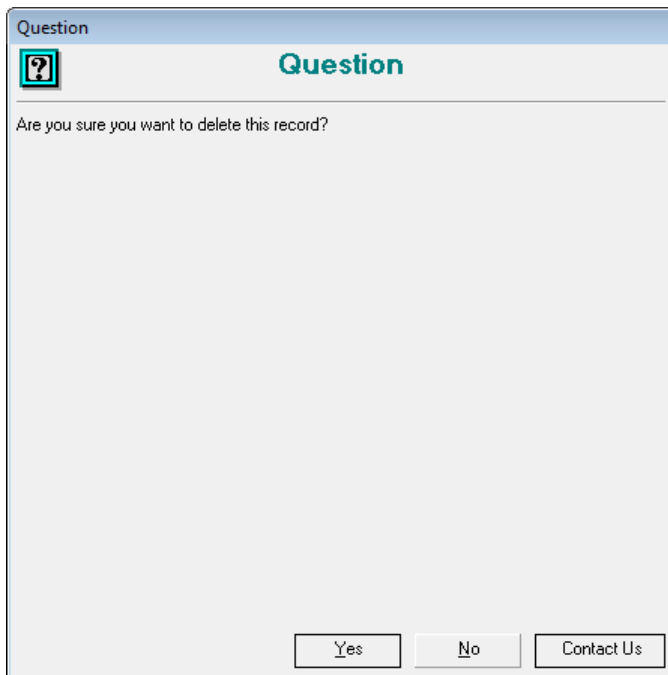 Question
Question
Are you sure you want to delete this record?
Yes No Contact Us